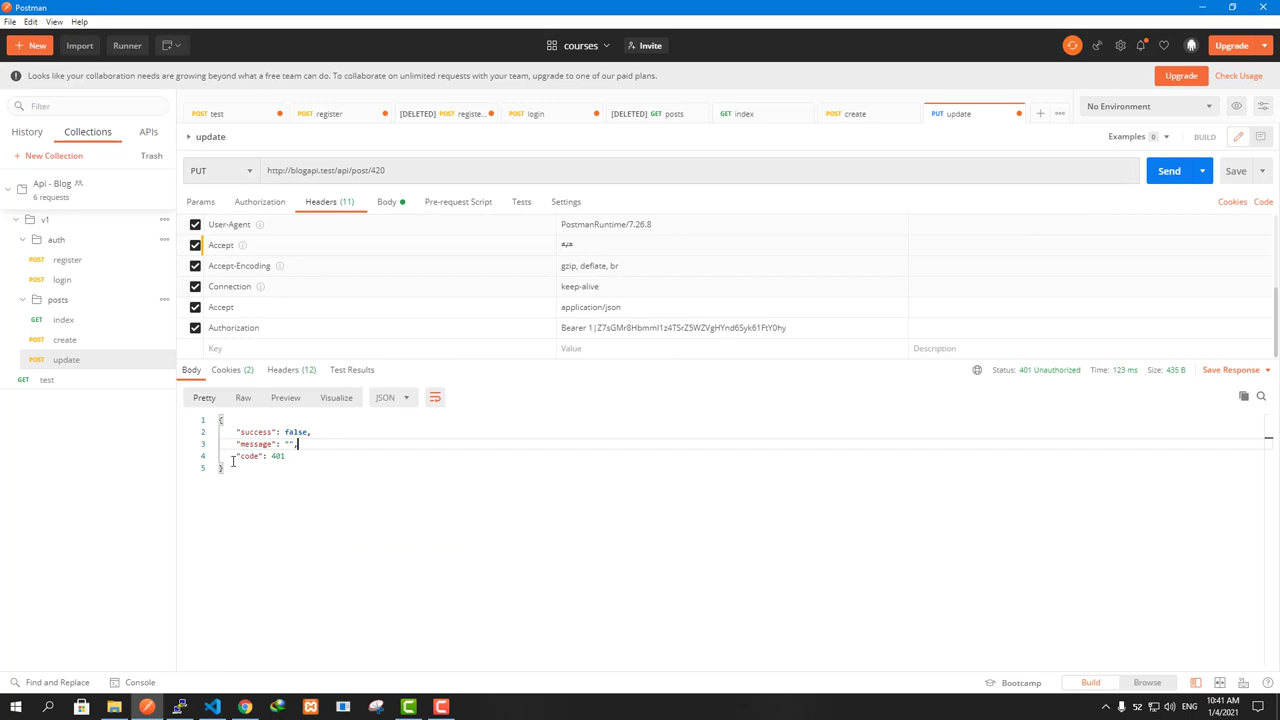 Postman
File Edit View Help
New Import Runner courses Invite Upgrade
Looks like your collaboration needs are growing beyond what a free team can do. To collaborate on unlimited requests with your team, upgrade to one of our paid plans. Upgrade Check Usage
Filter
POST test POST register [DELETED] POST registe... POST login [DELETED] GET posts GET index POST create PUT update No Environment
History Collections APIs
update Examples 0 BUILD
New Collection Trash
PUT http://blogapi.test/api/post/420 Send Save
Api - Blog
6 requests
Params Authorization Headers (11) Body Pre-request Script Tests Settings Cookies Code
v1
auth
POST register
POST login
posts
GET index
POST create
POST update
POST test
User-Agent PostmanRuntime/7.26.8
Accept */*
Accept-Encoding gzip, deflate, br
Connection keep-alive
Accept application/json
Authorization Bearer 1|Z7sGMr8HbmmI1z4TSrZ5WZVgHYnd6Syk61FtY0hy
Key Value Description
Body Cookies (2) Headers (12) Test Results Status: 401 Unauthorized Time: 123 ms Size: 435 B Save Response
Pretty Raw Preview Visualize JSON
1 {
2 "success": false,
3 "message": "",
4 "code": 401
5 }
Find and Replace Console Bootcamp Build Browse
ENG 10:41 AM
1/4/2021